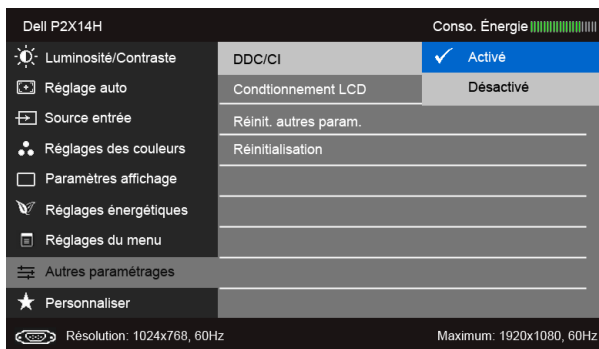 Dell P2X14H Conso. Énergie
Luminosité/Contraste DDC/CI Activé
Réglage auto Condtionnement LCD Désactivé
Source entrée Réinit. autres param.
Réglages des couleurs Réinitialisation
Paramètres affichage
Réglages énergétiques
Réglages du menu
Autres paramétrages
Personnaliser
Résolution: 1024x768, 60Hz Maximum: 1920x1080, 60Hz